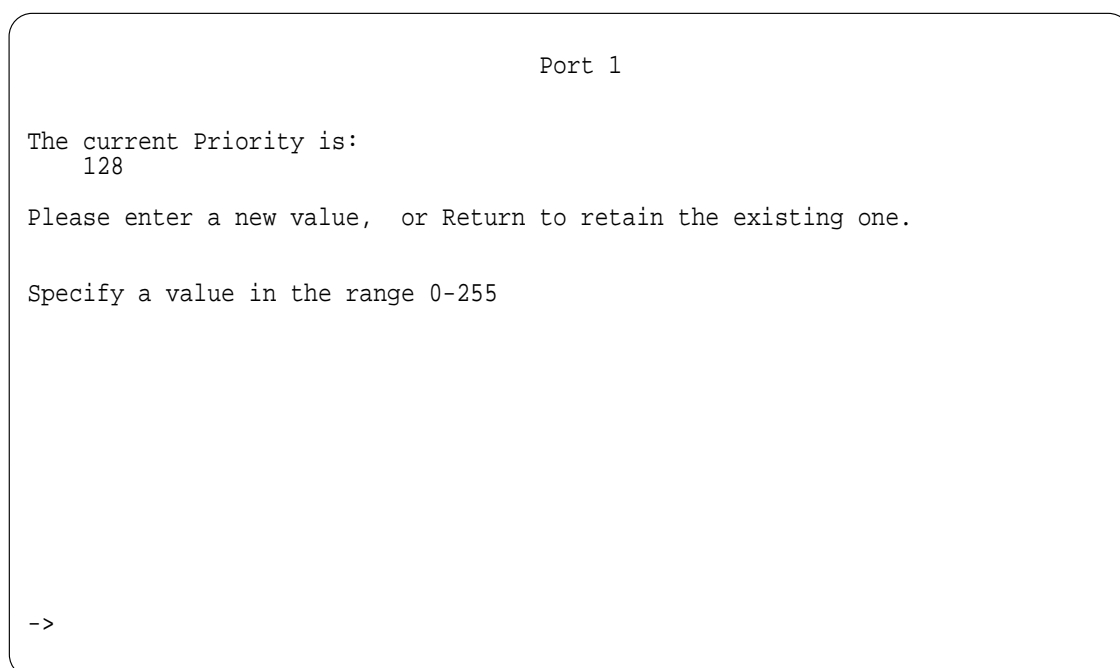 Port 1
The current Priority is:
128
Please enter a new value,  or Return to retain the existing one.
Specify a value in the range 0-255
->